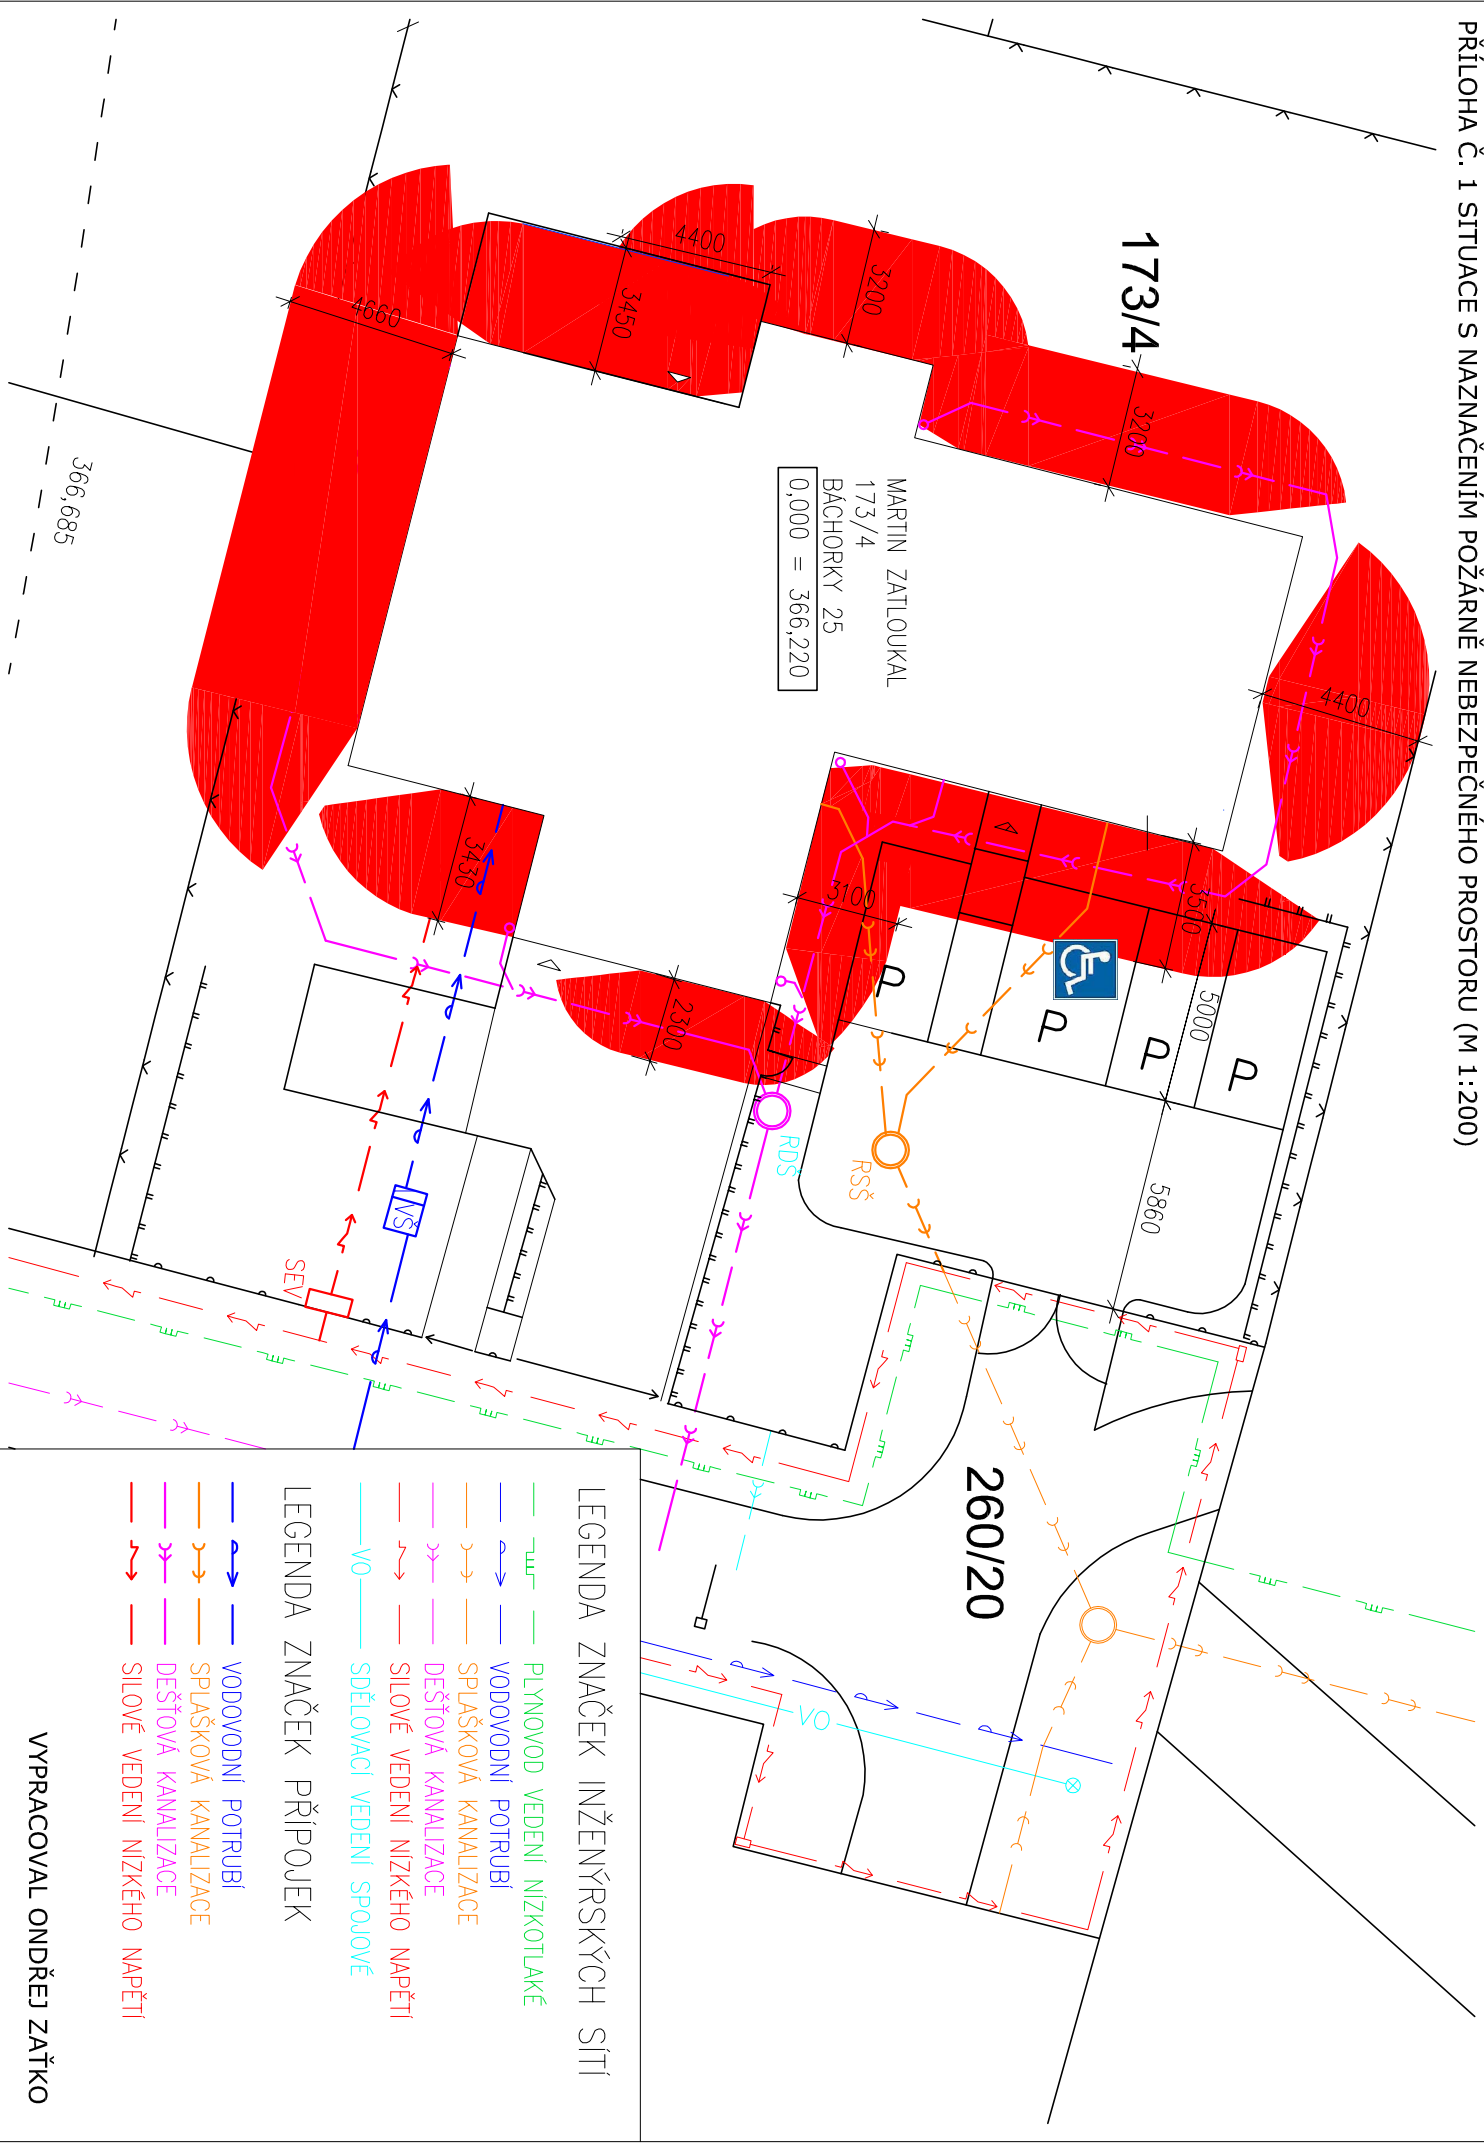 PŘÍLOHA Č. 1 SITUACE S NAZNAČENÍM POŽÁRNĚ NEBEZPEČNÉHO PROSTORU (M 1:200)
173/4
4400
3200
3200
3450
4660
4400
MARTIN ZATLOUKAL
173/4
BÁCHORKY 25
0,000 = 366,220
366,685
3430
3100
3500
2300
5000
5860
P
P
P
P
RDŠ
RSŠ
VŠ
SEV
260/20
VO
LEGENDA ZNAČEK INŽENÝRSKÝCH SÍTÍ
PLYNOVOD VEDENÍ NÍZKOTLAKÉ
VODOVODNÍ POTRUBÍ
SPLAŠKOVÁ KANALIZACE
DEŠŤOVÁ KANALIZACE
SILOVÉ VEDENÍ NÍZKÉHO NAPĚTÍ
VO SDĚLOVACÍ VEDENÍ SPOJOVÉ
LEGENDA ZNAČEK PŘÍPOJEK
VODOVODNÍ POTRUBÍ
SPLAŠKOVÁ KANALIZACE
DEŠŤOVÁ KANALIZACE
SILOVÉ VEDENÍ NÍZKÉHO NAPĚTÍ
VYPRACOVAL ONDŘEJ ZAŤKO